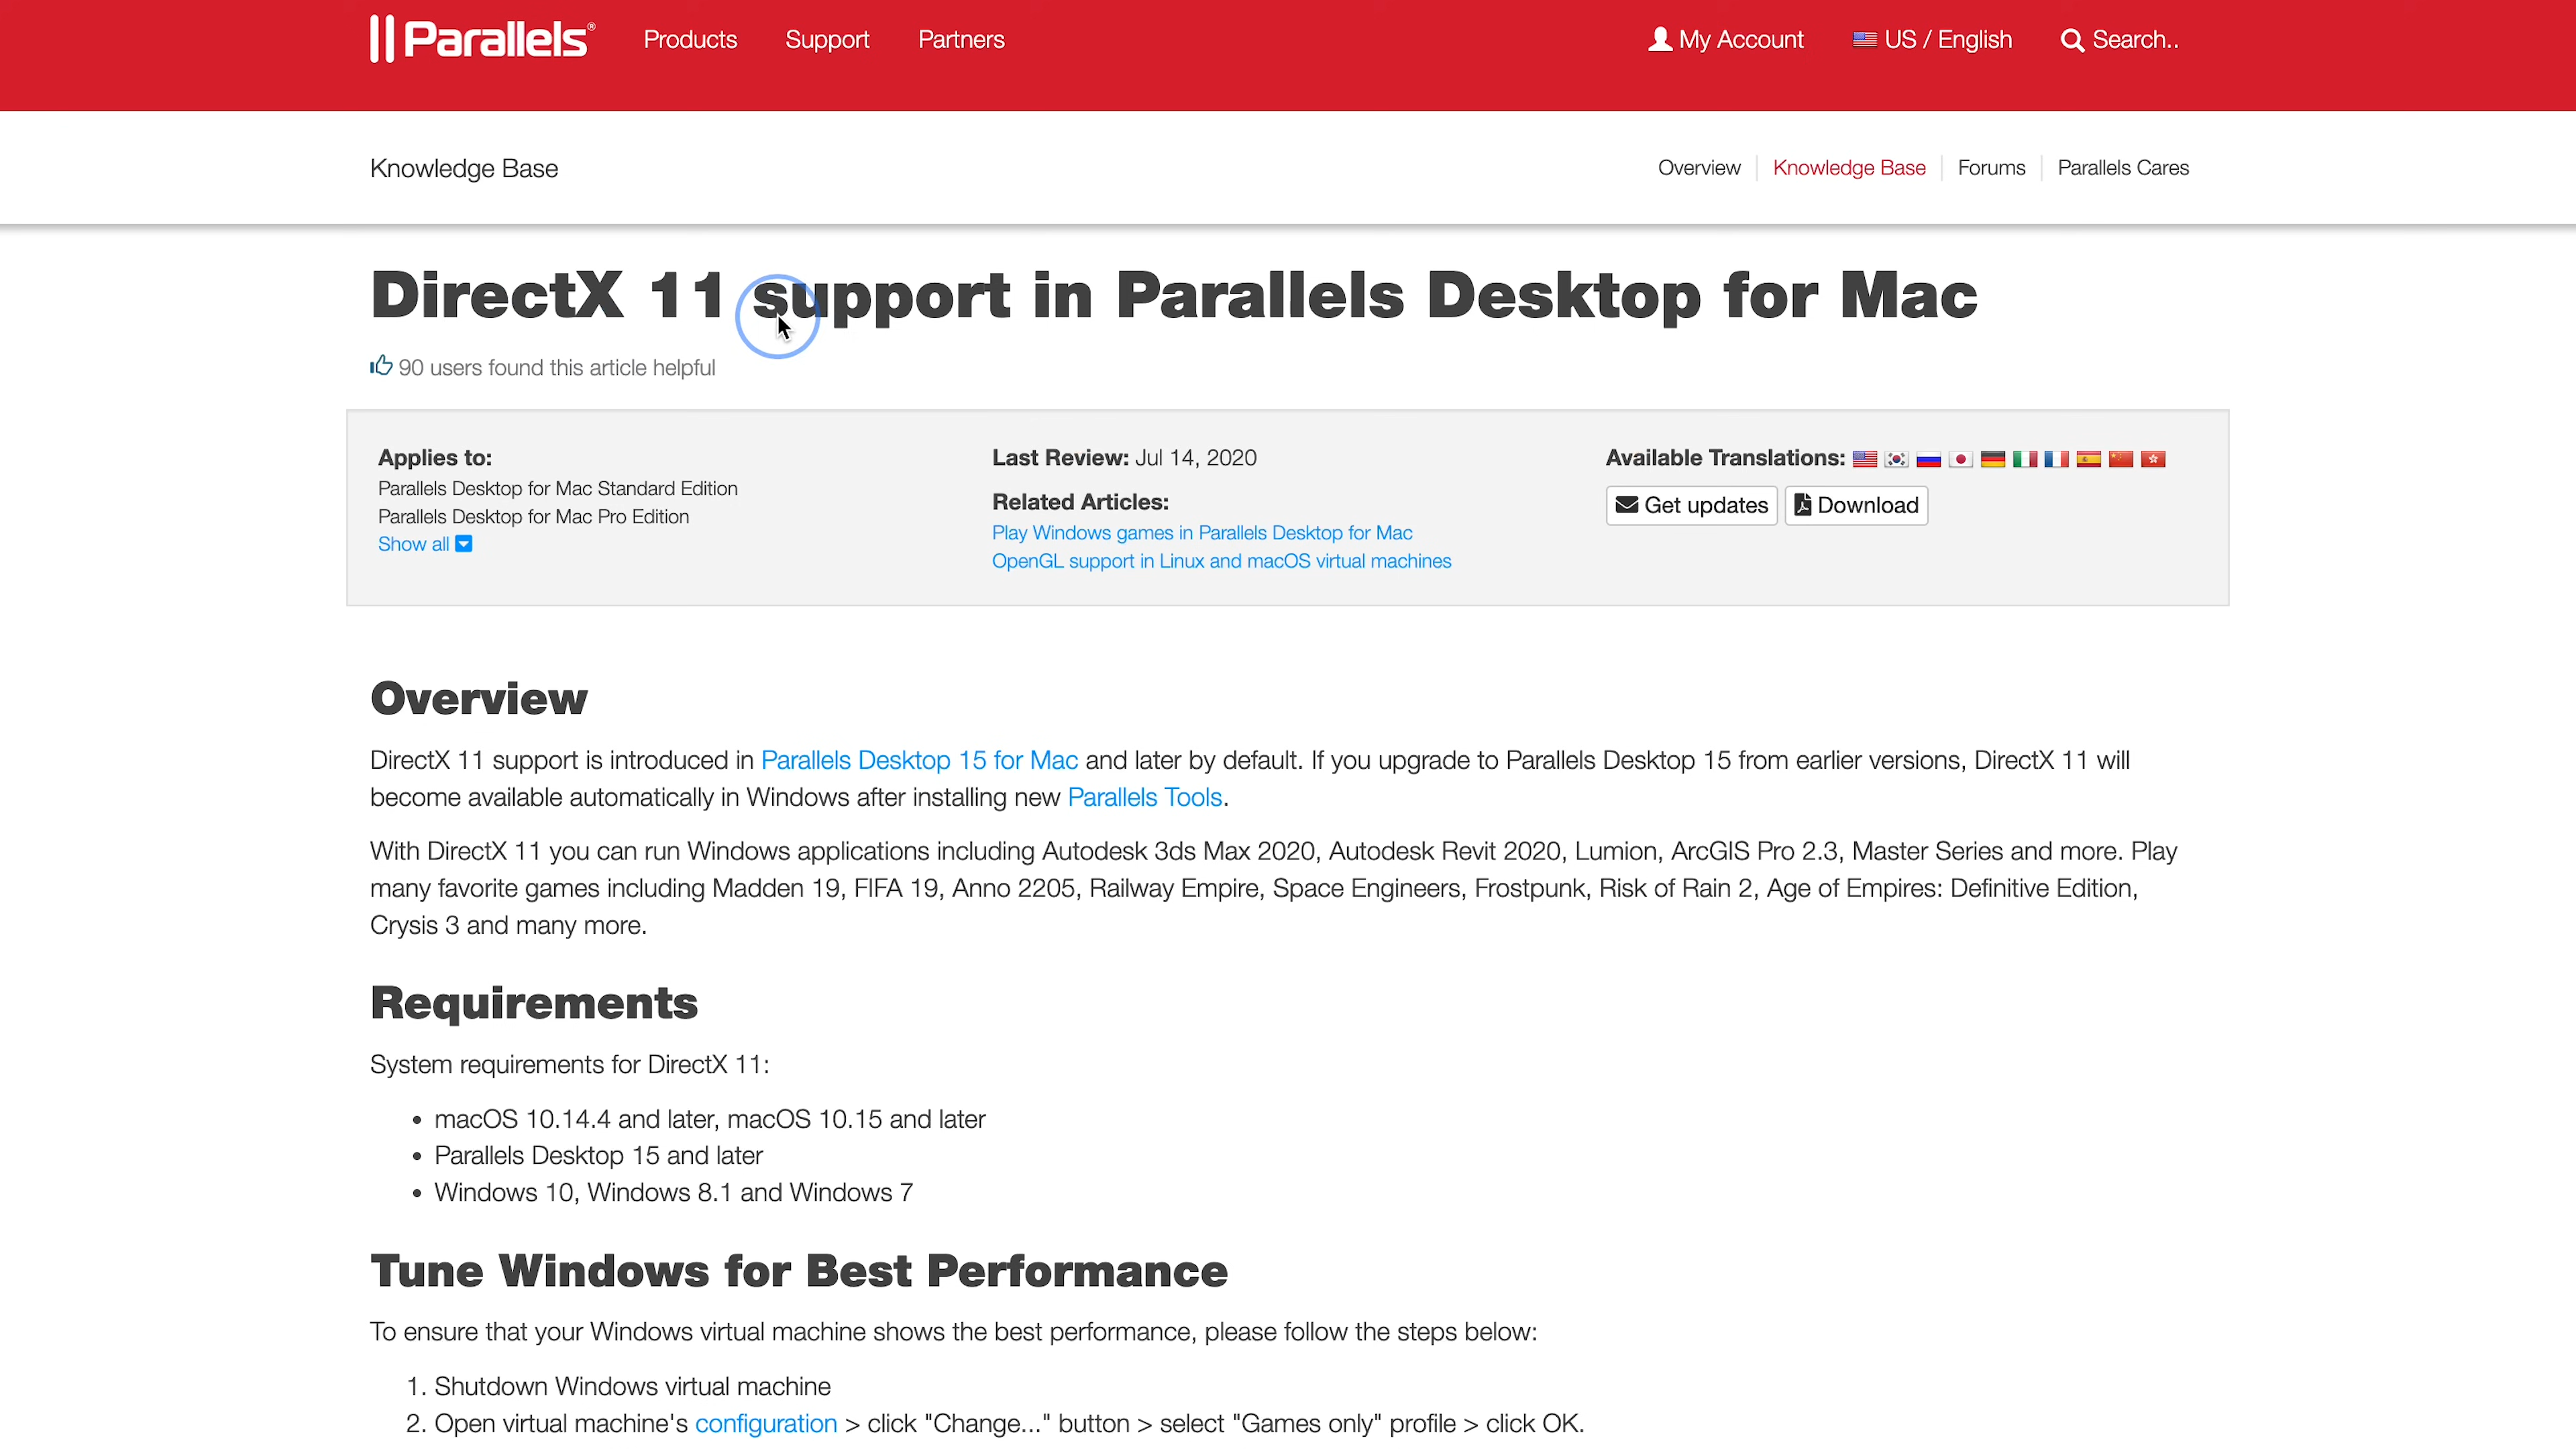 Parallels® Products Support Partners My Account US / English Search..
Knowledge Base Overview Knowledge Base Forums Parallels Cares
DirectX 11 support in Parallels Desktop for Mac
90 users found this article helpful
Applies to:
Parallels Desktop for Mac Standard Edition
Parallels Desktop for Mac Pro Edition
Show all
Last Review: Jul 14, 2020
Related Articles:
Play Windows games in Parallels Desktop for Mac
OpenGL support in Linux and macOS virtual machines
Available Translations:
Get updates Download
Overview
DirectX 11 support is introduced in Parallels Desktop 15 for Mac and later by default. If you upgrade to Parallels Desktop 15 from earlier versions, DirectX 11 will
become available automatically in Windows after installing new Parallels Tools.
With DirectX 11 you can run Windows applications including Autodesk 3ds Max 2020, Autodesk Revit 2020, Lumion, ArcGIS Pro 2.3, Master Series and more. Play
many favorite games including Madden 19, FIFA 19, Anno 2205, Railway Empire, Space Engineers, Frostpunk, Risk of Rain 2, Age of Empires: Definitive Edition,
Crysis 3 and many more.
Requirements
System requirements for DirectX 11:
• macOS 10.14.4 and later, macOS 10.15 and later
• Parallels Desktop 15 and later
• Windows 10, Windows 8.1 and Windows 7
Tune Windows for Best Performance
To ensure that your Windows virtual machine shows the best performance, please follow the steps below:
1. Shutdown Windows virtual machine
2. Open virtual machine's configuration > click "Change..." button > select "Games only" profile > click OK.